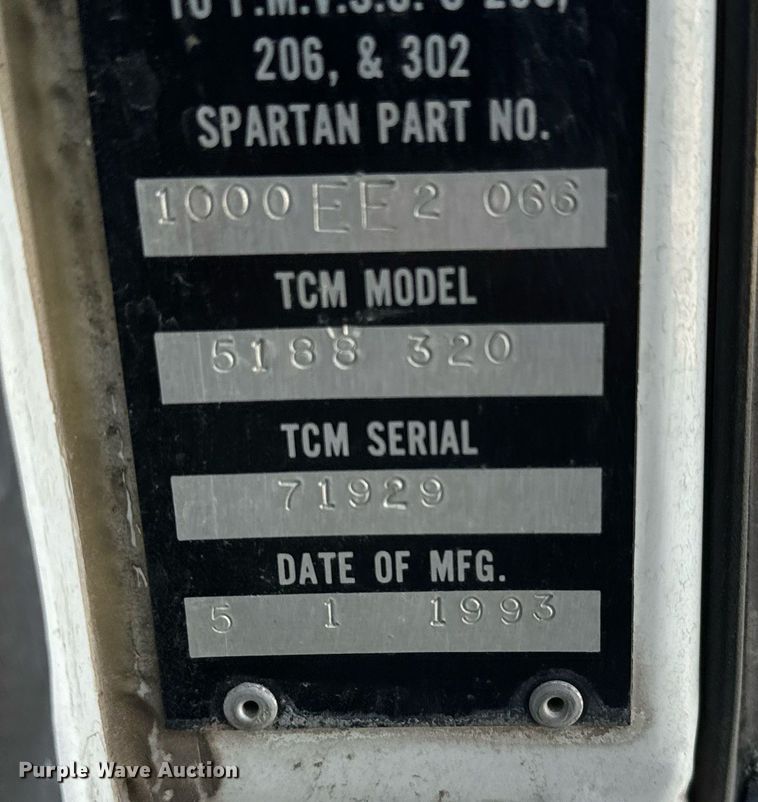 TO F.M.V.S.S.
206, & 302
SPARTAN PART NO.
1000EE2 066
TCM MODEL
5188 320
TCM SERIAL
71929
DATE OF MFG.
5 1 1993
Purple Wave Auction